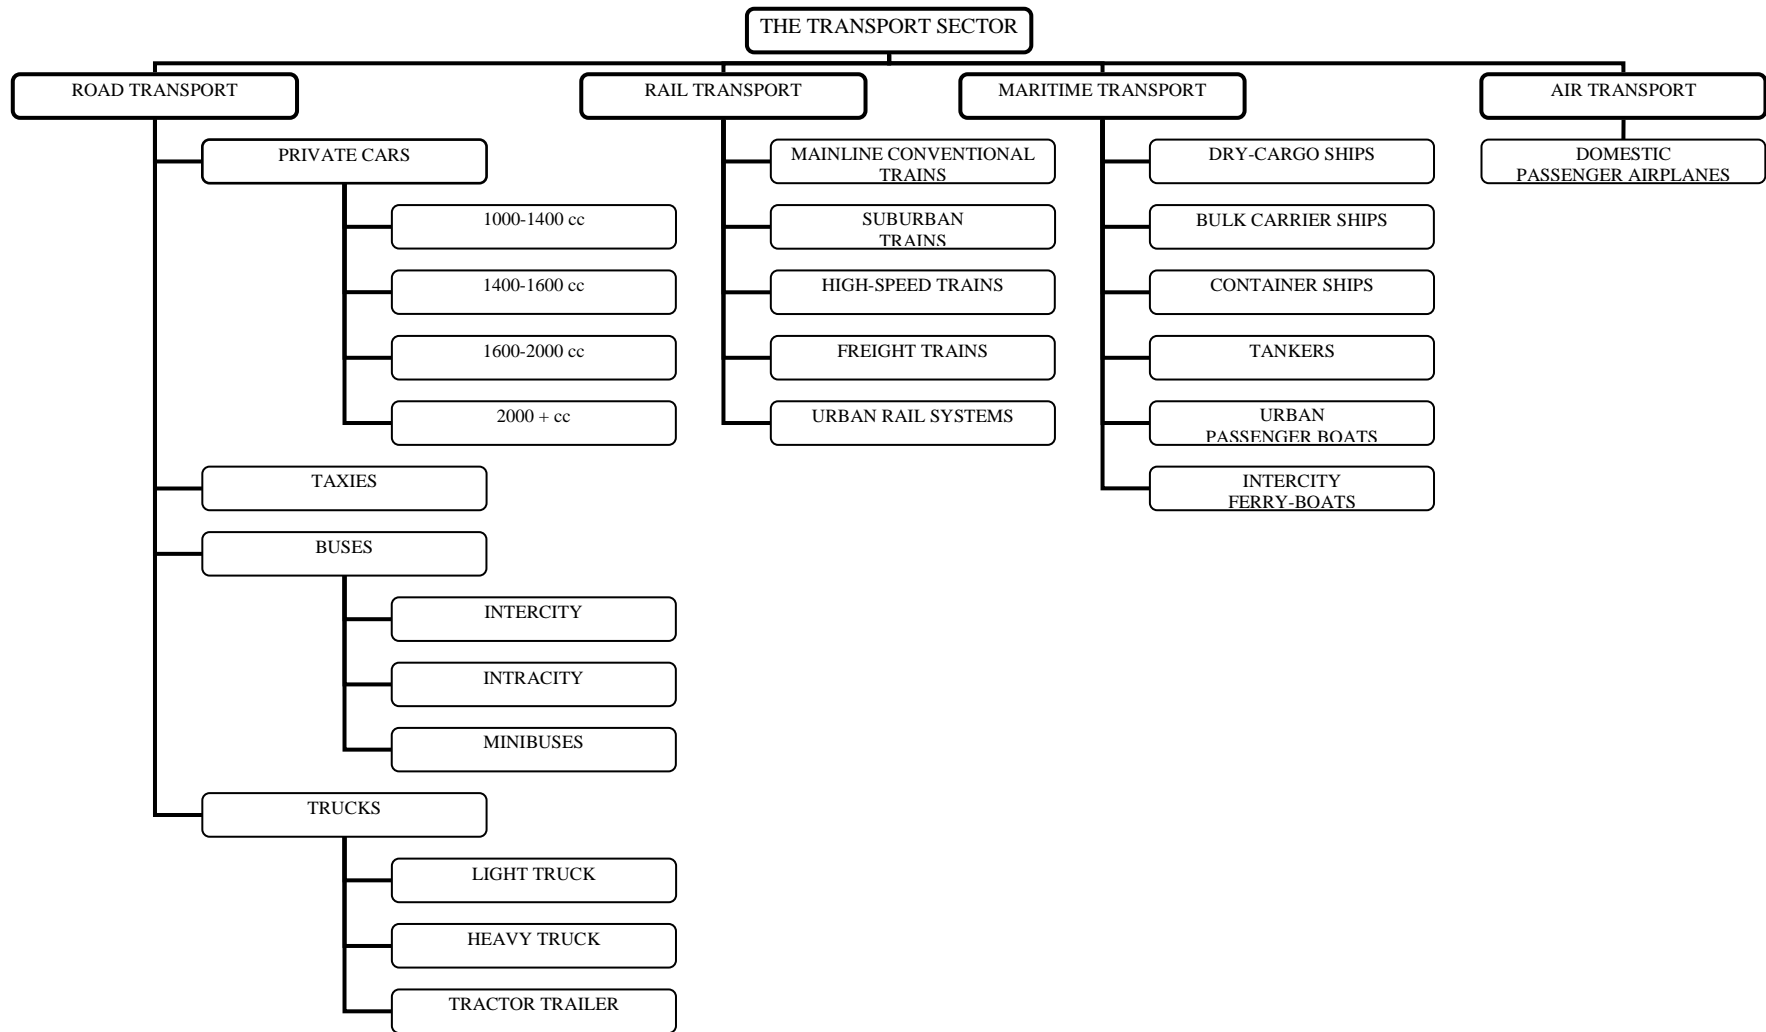 THE TRANSPORT SECTOR
ROAD TRANSPORT
RAIL TRANSPORT
MARITIME TRANSPORT
AIR TRANSPORT
PRIVATE CARS
1000-1400 cc
1400-1600 cc
1600-2000 cc
2000 + cc
TAXIES
BUSES
INTERCITY
INTRACITY
MINIBUSES
TRUCKS
LIGHT TRUCK
HEAVY TRUCK
TRACTOR TRAILER
MAINLINE CONVENTIONAL
TRAINS
SUBURBAN
TRAINS
HIGH-SPEED TRAINS
FREIGHT TRAINS
URBAN RAIL SYSTEMS
DRY-CARGO SHIPS
BULK CARRIER SHIPS
CONTAINER SHIPS
TANKERS
URBAN
PASSENGER BOATS
INTERCITY
FERRY-BOATS
DOMESTIC
PASSENGER AIRPLANES